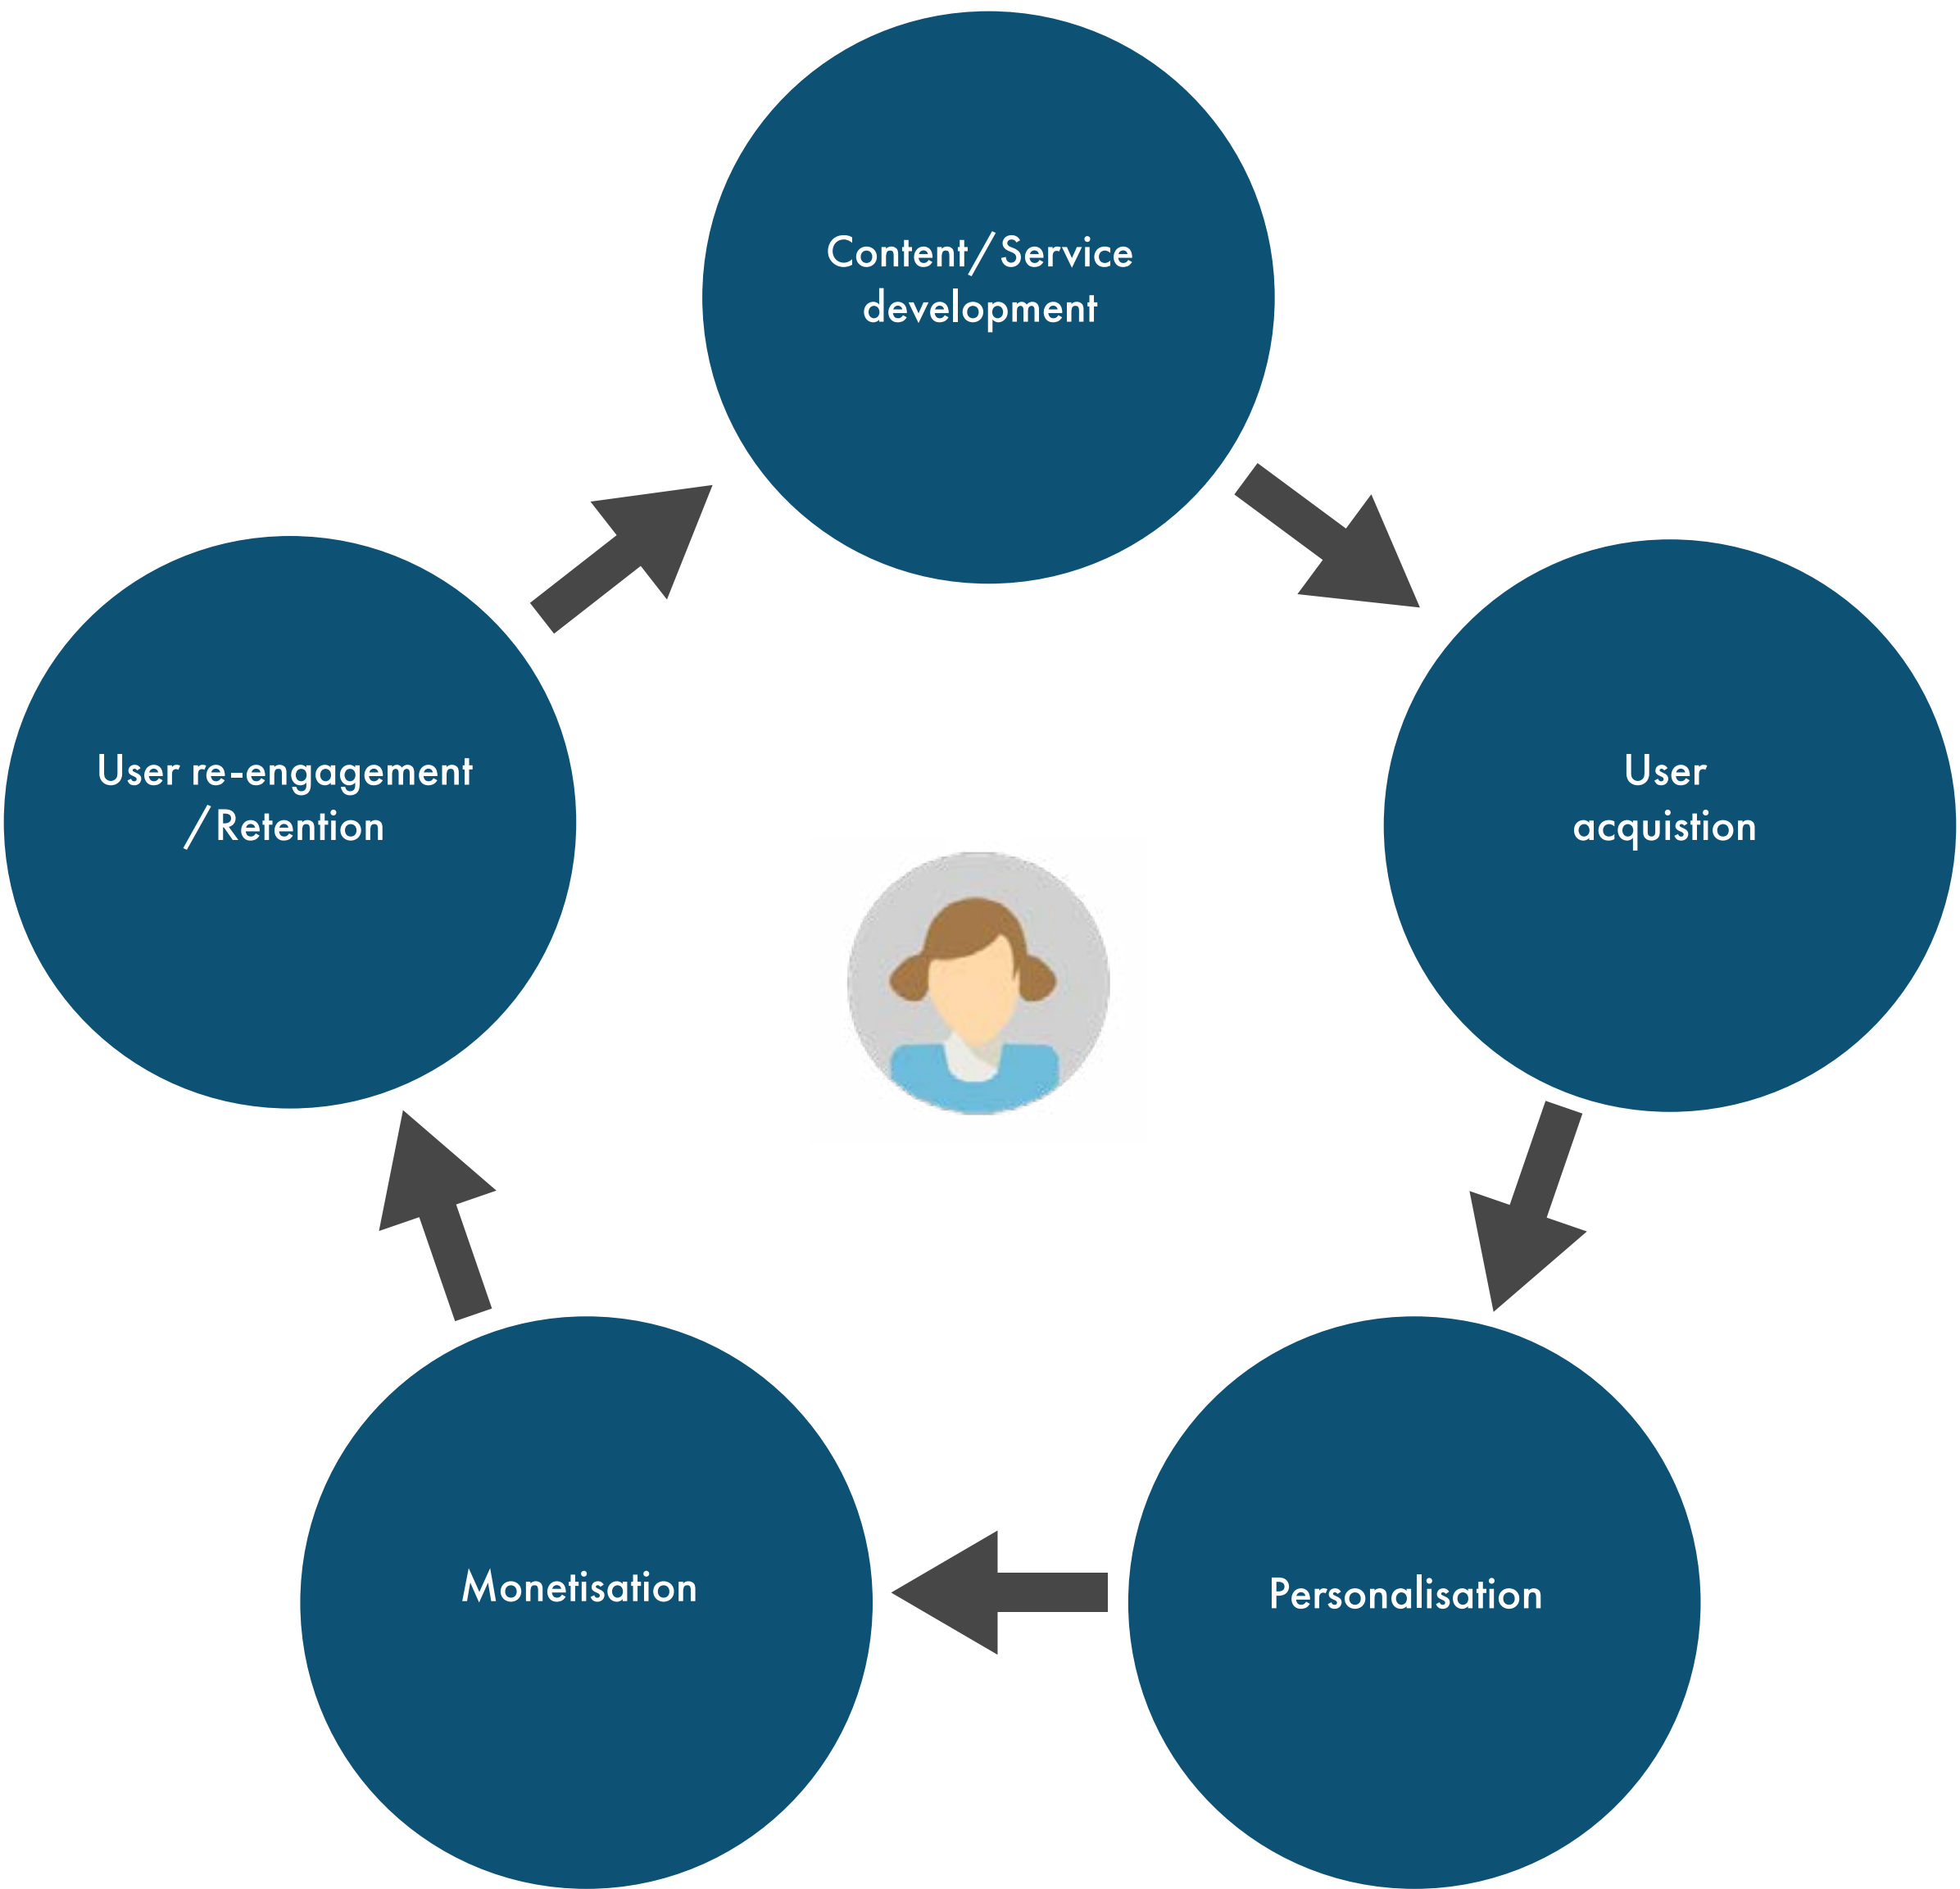 Content/Service
development
User re-engagement
/Retention
User
acquistion
Monetisation
Personalisation